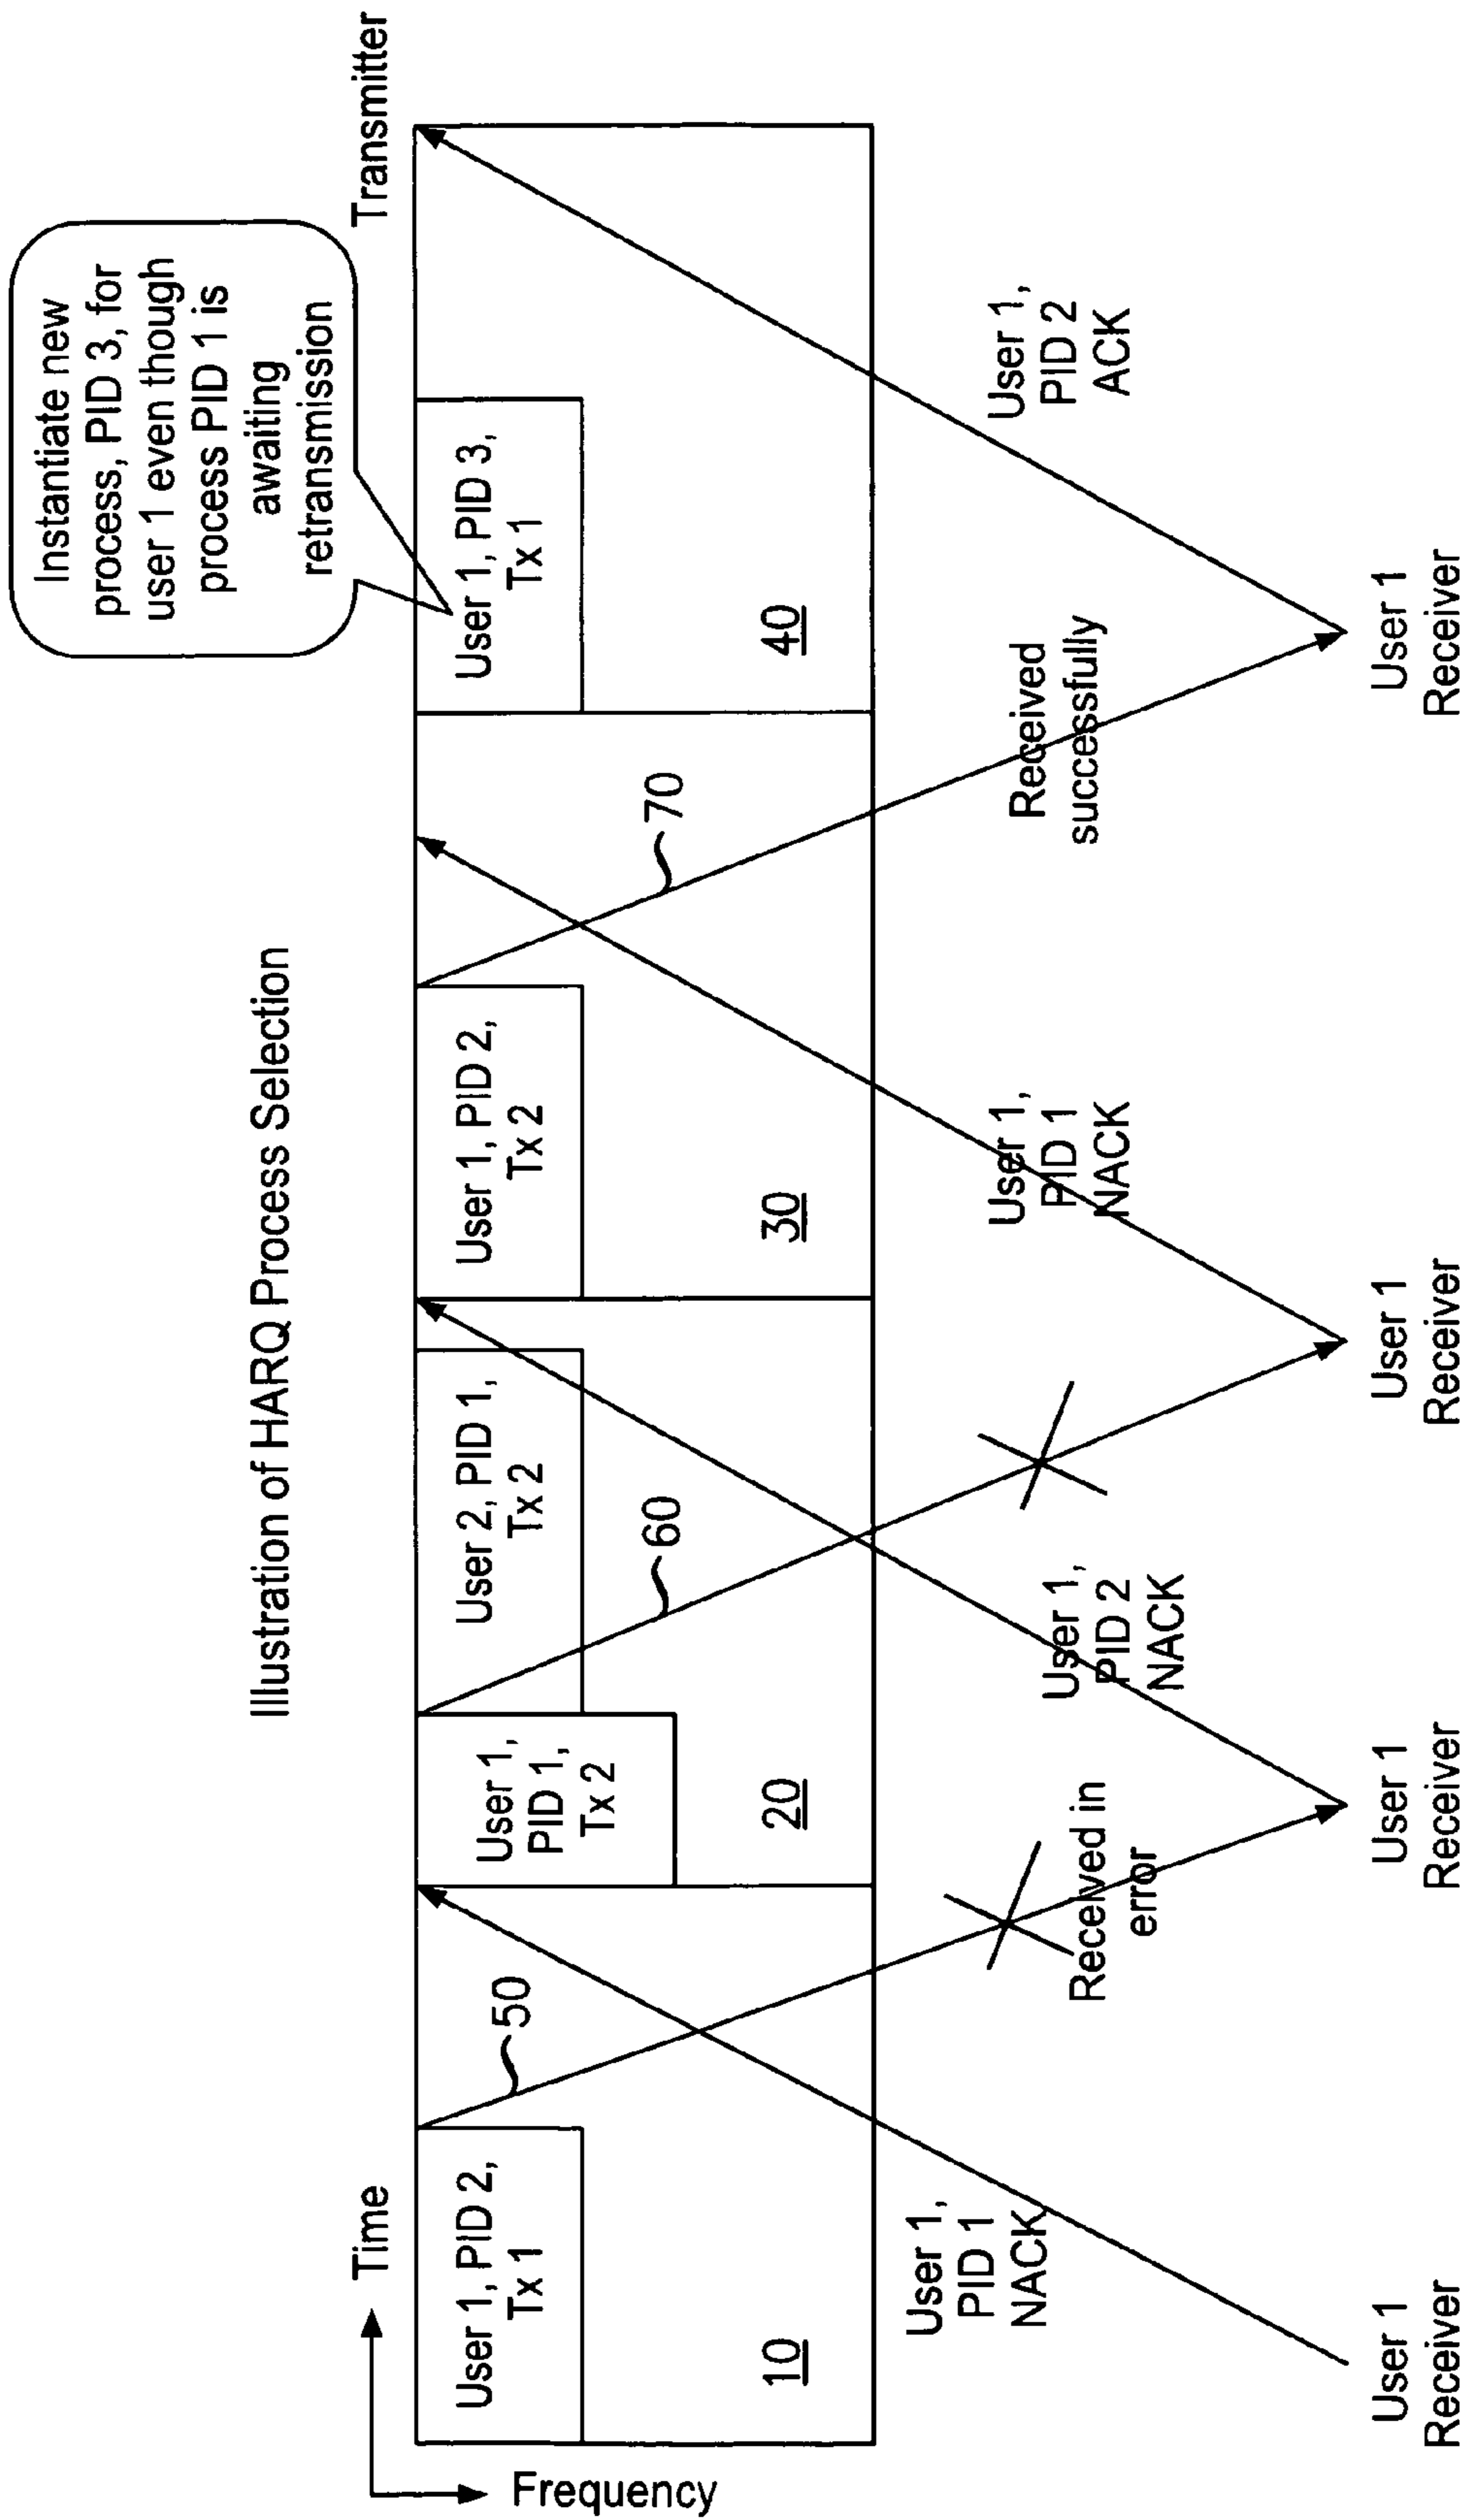 Illustration of HARQ Process Selection
Time
Frequency
Transmitter
Instantiate new
process, PID 3, for
user 1 even though
process PID 1 is
awaiting
retransmission
User 1, PID 2,
Tx 1
10
50
User 1,
PID 1,
Tx 2
20
User 2, PID 1,
Tx 2
60
User 1, PID 2,
Tx 2
30
70
User 1, PID 3,
Tx 1
40
User 1,
PID 1
NACK
Received in
error
User 1,
PID 2
NACK
User 1,
PID 1
NACK
Received
successfully
User 1,
PID 2
ACK
User 1
Receiver
User 1
Receiver
User 1
Receiver
User 1
Receiver